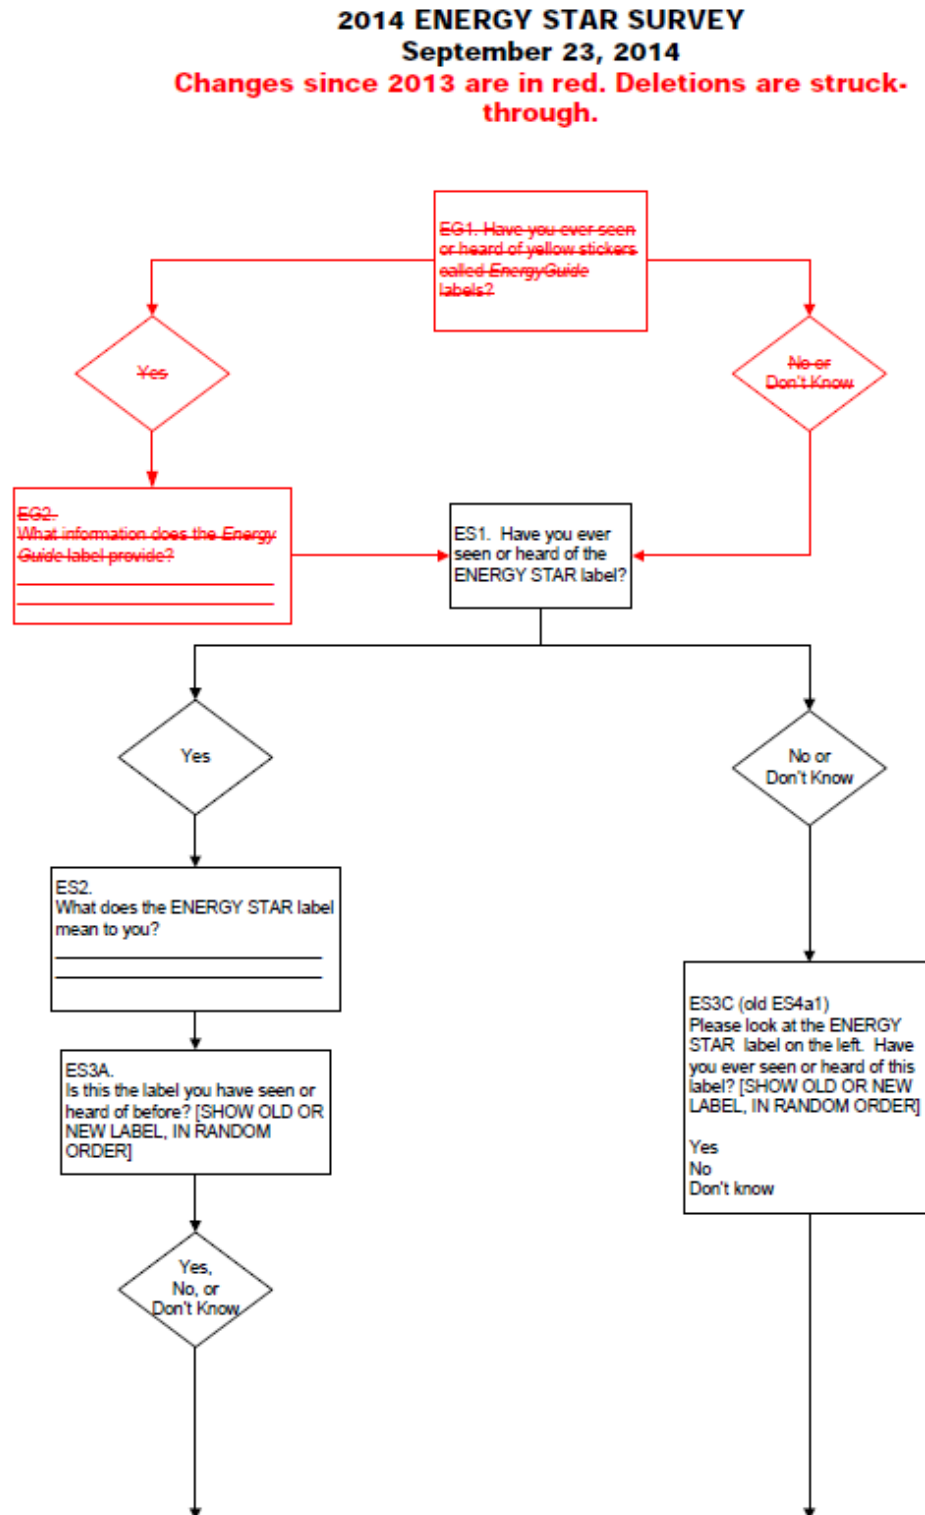 2014 ENERGY STAR SURVEY
September 23, 2014
Changes since 2013 are in red. Deletions are struck-
through.
EG1. Have you ever seen
or heard of yellow stickers
called EnergyGuide
labels?
Yes
No or
Don't Know
EG2.
What information does the Energy
Guide label provide?
ES1. Have you ever
seen or heard of the
ENERGY STAR label?
Yes
No or
Don't Know
ES2.
What does the ENERGY STAR label
mean to you?
ES3A.
Is this the label you have seen or
heard of before? [SHOW OLD OR
NEW LABEL, IN RANDOM
ORDER]
ES3C (old ES4a1)
Please look at the ENERGY
STAR label on the left. Have
you ever seen or heard of this
label? [SHOW OLD OR NEW
LABEL, IN RANDOM ORDER]
Yes
No
Don't know
Yes,
No, or
Don't Know